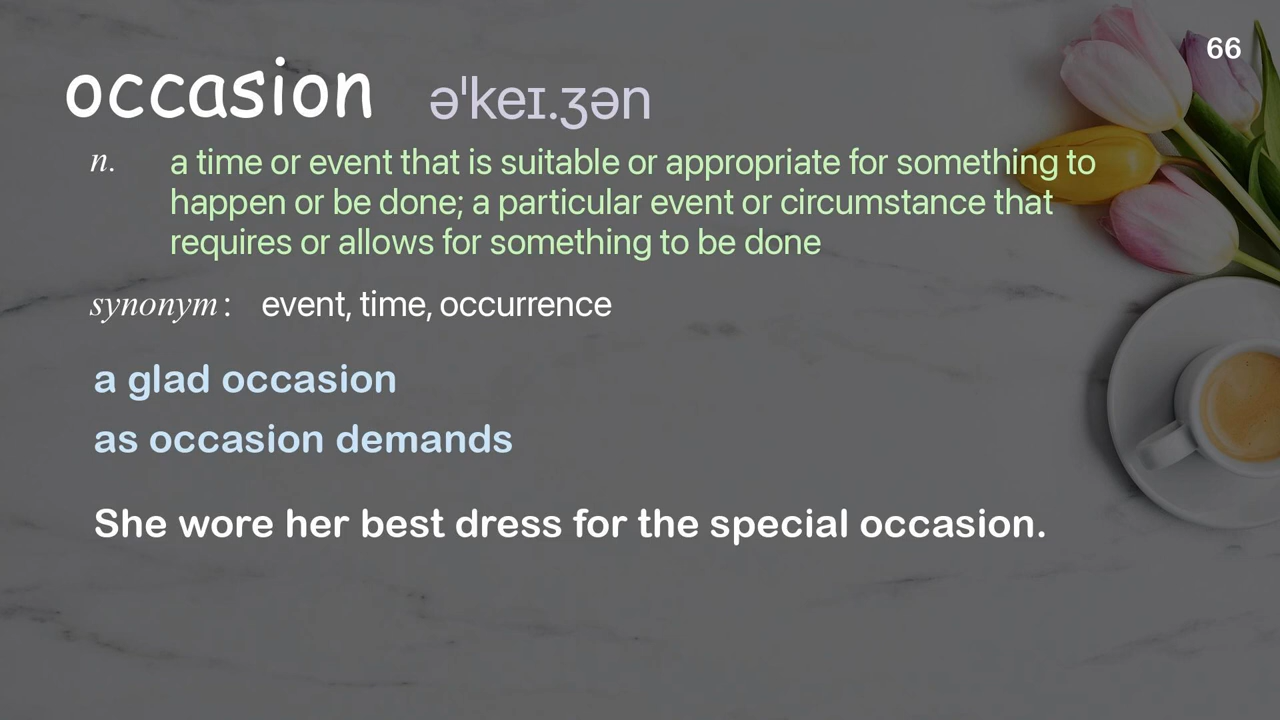 66
occasion ə'keɪ.ʒən
n. a time or event that is suitable or appropriate for something to
happen or be done; a particular event or circumstance that
requires or allows for something to be done
synonym: event, time, occurrence
a glad occasion
as occasion demands
She wore her best dress for the special occasion.